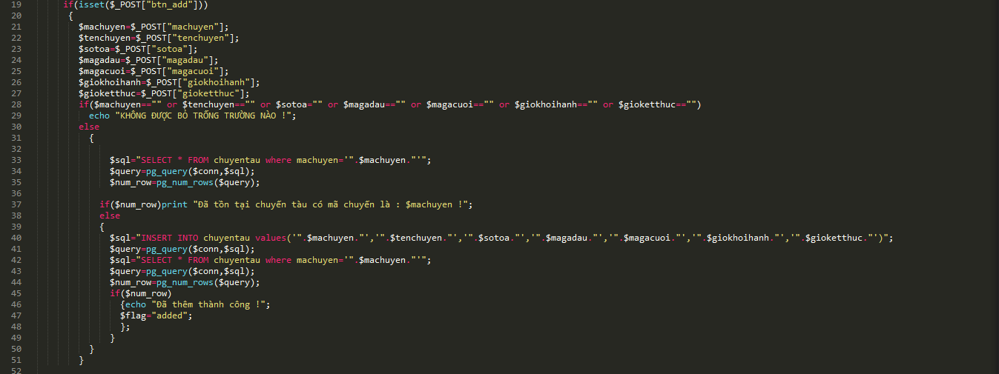 19 if(isset($_POST["btn_add"]))
20 {
21 $machuyen=$_POST["machuyen"];
22 $tenchuyen=$_POST["tenchuyen"];
23 $sotoa=$_POST["sotoa"];
24 $magadau=$_POST["magadau"];
25 $magacuoi=$_POST["magacuoi"];
26 $giokhoihanh=$_POST["giokhoihanh"];
27 $gioketthuc=$_POST["gioketthuc"];
28 if($machuyen=="" or $tenchuyen=="" or $sotoa="" or $magadau=="" or $magacuoi=="" or $giokhoihanh=="" or $gioketthuc=="")
29 echo "KHÔNG ĐƯỢC BỎ TRỐNG TRƯỜNG NÀO !";
30 else
31 {
32
33 $sql="SELECT * FROM chuyentau where machuyen='".$machuyen."'";
34 $query=pg_query($conn,$sql);
35 $num_row=pg_num_rows($query);
36
37 if($num_row)print "Đã tồn tại chuyến tàu có mã chuyến là : $machuyen !";
38 else
39 {
40 $sql="INSERT INTO chuyentau values('".$machuyen."','".$tenchuyen."','".$sotoa."','".$magadau."','".$magacuoi."','".$giokhoihanh."','".$gioketthuc."')";
41 $query=pg_query($conn,$sql);
42 $sql="SELECT * FROM chuyentau where machuyen='".$machuyen."'";
43 $query=pg_query($conn,$sql);
44 $num_row=pg_num_rows($query);
45 if($num_row)
46 {echo "Đã thêm thành công !";
47 $flag="added";
48 };
49 }
50 }
51 }
52